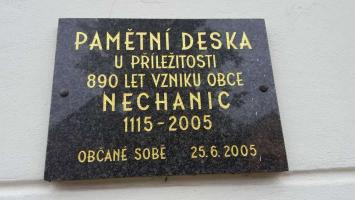 PAMĚTNÍ DESKA
U PŘÍLEŽITOSTI
890 LET VZNIKU OBCE
NECHANIC
1115-2005
OBČANÉ SOBĚ 25.6.2005